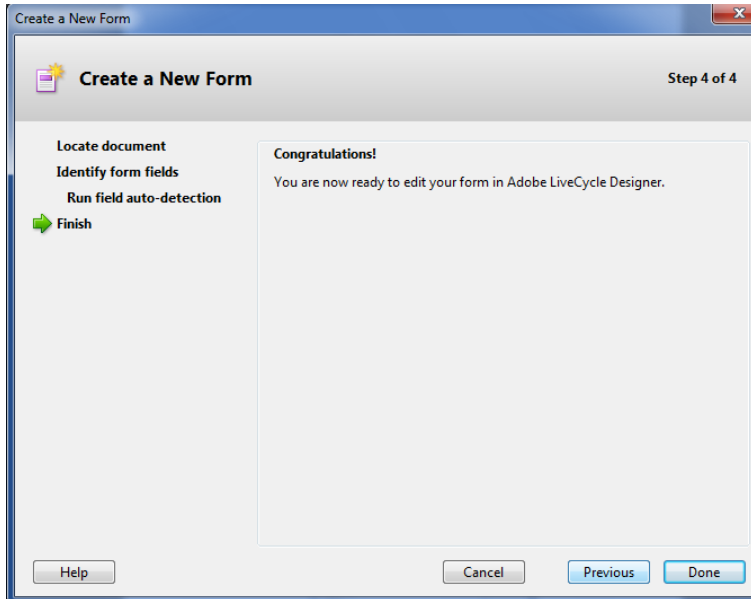 Create a New Form
Create a New Form
Step 4 of 4
Locate document
Identify form fields
Run field auto-detection
Finish
Congratulations!
You are now ready to edit your form in Adobe LiveCycle Designer.
Help
Cancel
Previous
Done